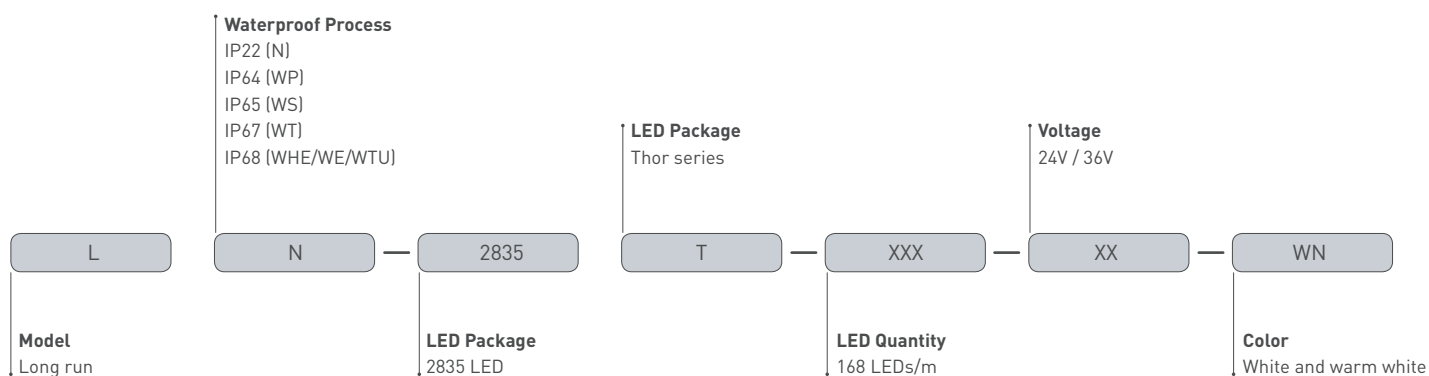 Waterproof Process
IP22 (N)
IP64 (WP)
IP65 (WS)
IP67 (WT)
IP68 (WHE/WE/WTU)
LED Package
Thor series
Voltage
24V / 36V
L
N
2835
T
XXX
XX
WN
Model
Long run
LED Package
2835 LED
LED Quantity
168 LEDs/m
Color
White and warm white